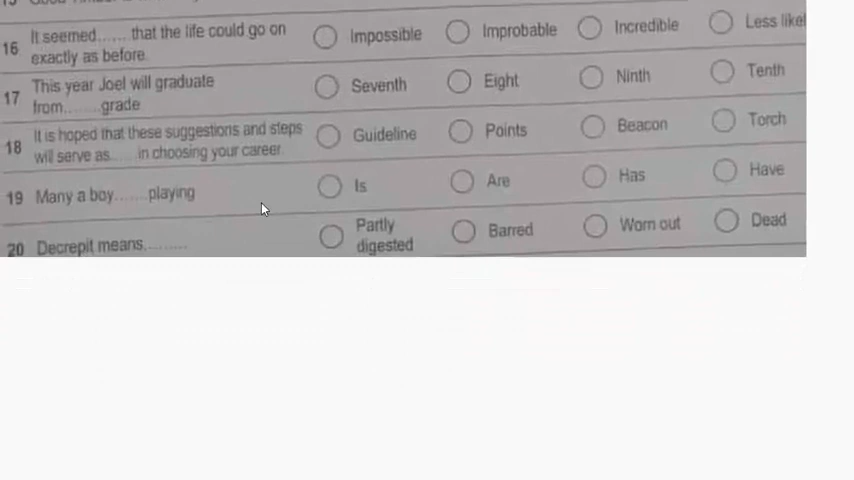 16 It seemed...... that the life could go on exactly as before. Impossible Improbable Incredible
17 This year Joel will graduate from........grade Seventh Eight Ninth Tenth
18 It is hoped that these suggestions and steps will serve as......in choosing your career. Guideline Points Beacon Torch
19 Many a boy.......playing Is Are Has Have
20 Decrepit means.......... Partly digested Barred Worn out Dead